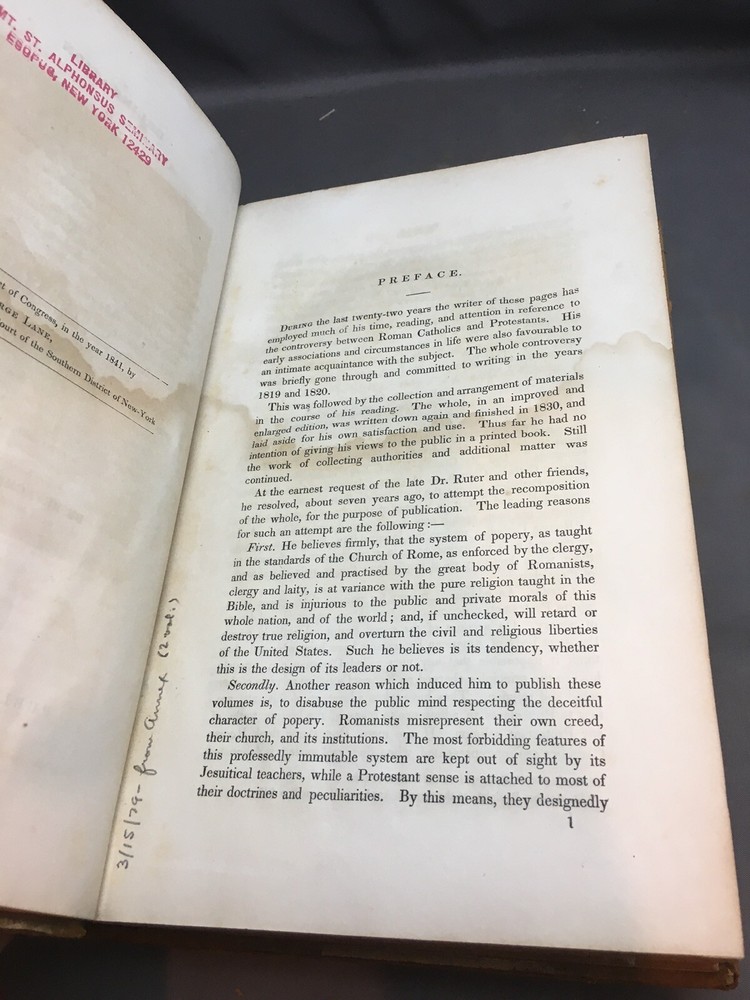 LIBRARY
MT. ST. ALPHONSUS SEMINARY
ESOPUS, NEW YORK 12429
ct of Congress, in the year 1841, by
RGE LANE,
Court of the Southern District of New-York
3/15/79 - from Annex (2 vol.)
PREFACE.
DURING the last twenty-two years the writer of these pages has
employed much of his time, reading, and attention in reference to
the controversy between Roman Catholics and Protestants. His
early associations and circumstances in life were also favourable to
an intimate acquaintance with the subject. The whole controversy
was briefly gone through and committed to writing in the years
1819 and 1820.
This was followed by the collection and arrangement of materials
in the course of his reading. The whole, in an improved and
enlarged edition, was written down again and finished in 1830, and
laid aside for his own satisfaction and use. Thus far he had no
intention of giving his views to the public in a printed book. Still
the work of collecting authorities and additional matter was
continued.
At the earnest request of the late Dr. Ruter and other friends,
he resolved, about seven years ago, to attempt the recomposition
of the whole, for the purpose of publication. The leading reasons
for such an attempt are the following :—
First. He believes firmly, that the system of popery, as taught
in the standards of the Church of Rome, as enforced by the clergy,
and as believed and practised by the great body of Romanists,
clergy and laity, is at variance with the pure religion taught in the
Bible, and is injurious to the public and private morals of this
whole nation, and of the world; and, if unchecked, will retard or
destroy true religion, and overturn the civil and religious liberties
of the United States. Such he believes is its tendency, whether
this is the design of its leaders or not.
Secondly. Another reason which induced him to publish these
volumes is, to disabuse the public mind respecting the deceitful
character of popery. Romanists misrepresent their own creed,
their church, and its institutions. The most forbidding features of
this professedly immutable system are kept out of sight by its
Jesuitical teachers, while a Protestant sense is attached to most of
their doctrines and peculiarities. By this means, they designedly
1